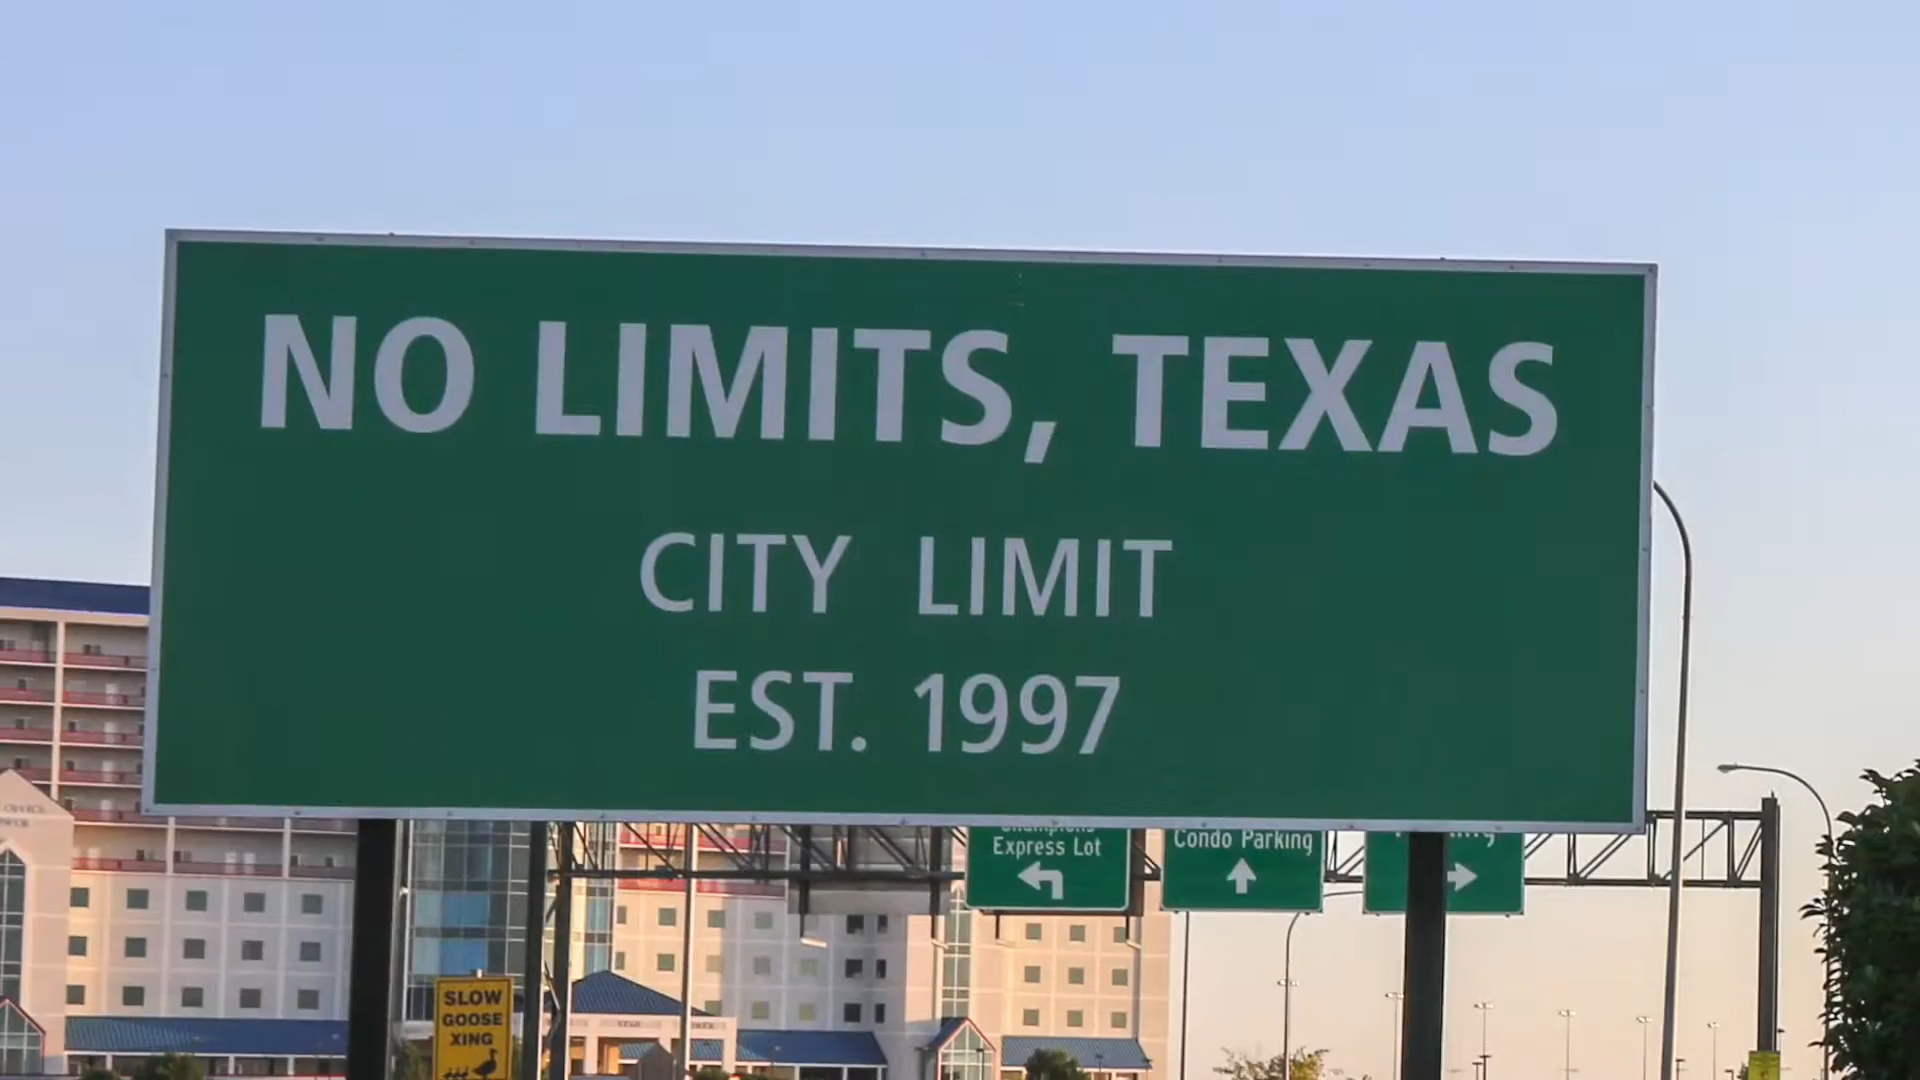 NO LIMITS, TEXAS
CITY LIMIT
EST. 1997
Express Lot
Condo Parking
SLOW
GOOSE
XING